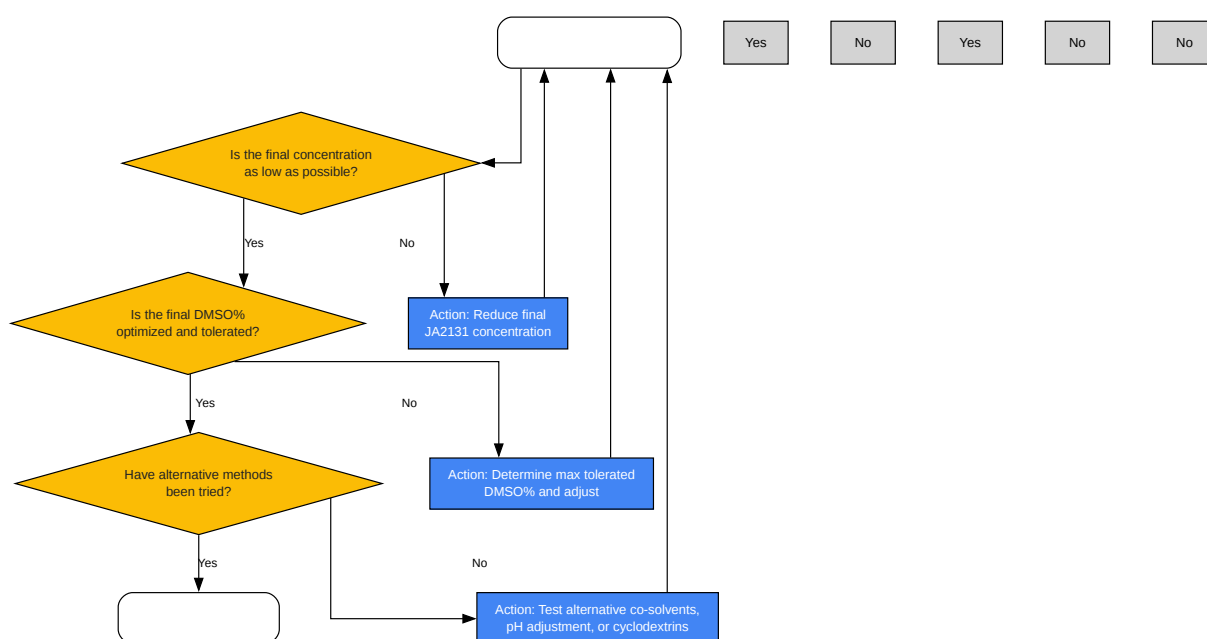 Yes
No
Yes
No
No
Is the final concentration
as low as possible?
Yes
No
Is the final DMSO%
optimized and tolerated?
Action: Reduce final
JA2131 concentration
Yes
No
Have alternative methods
been tried?
Action: Determine max tolerated
DMSO% and adjust
Yes
No
Action: Test alternative co-solvents,
pH adjustment, or cyclodextrins